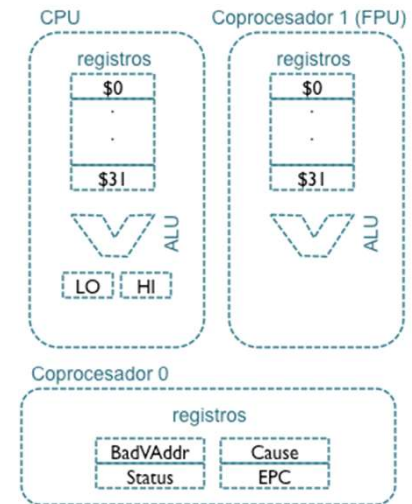 CPU
registros
$0
.
.
$31
ALU
LO HI
Coprocesador 1 (FPU)
registros
$0
.
.
$31
ALU
Coprocesador 0
registros
BadVAddr Cause
Status EPC